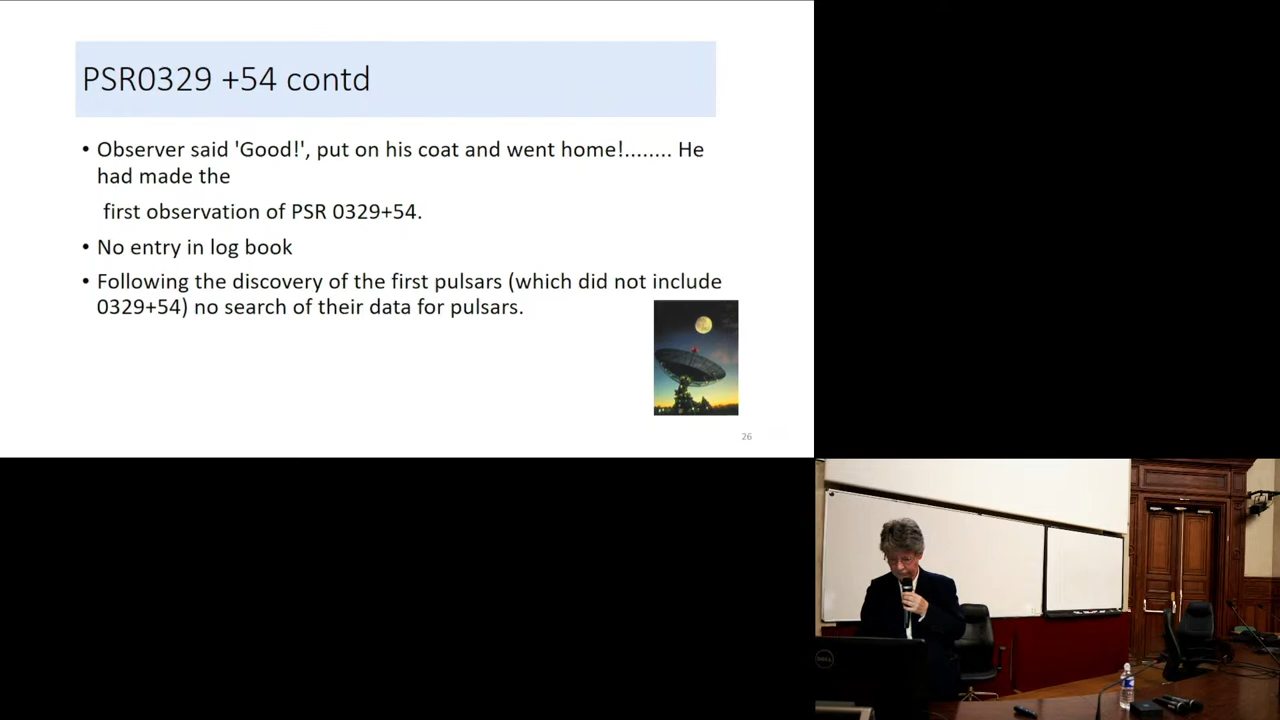 PSR0329 +54 contd
• Observer said 'Good!', put on his coat and went home!........ He
had made the
first observation of PSR 0329+54.
• No entry in log book
• Following the discovery of the first pulsars (which did not include
0329+54) no search of their data for pulsars.
26
DELL